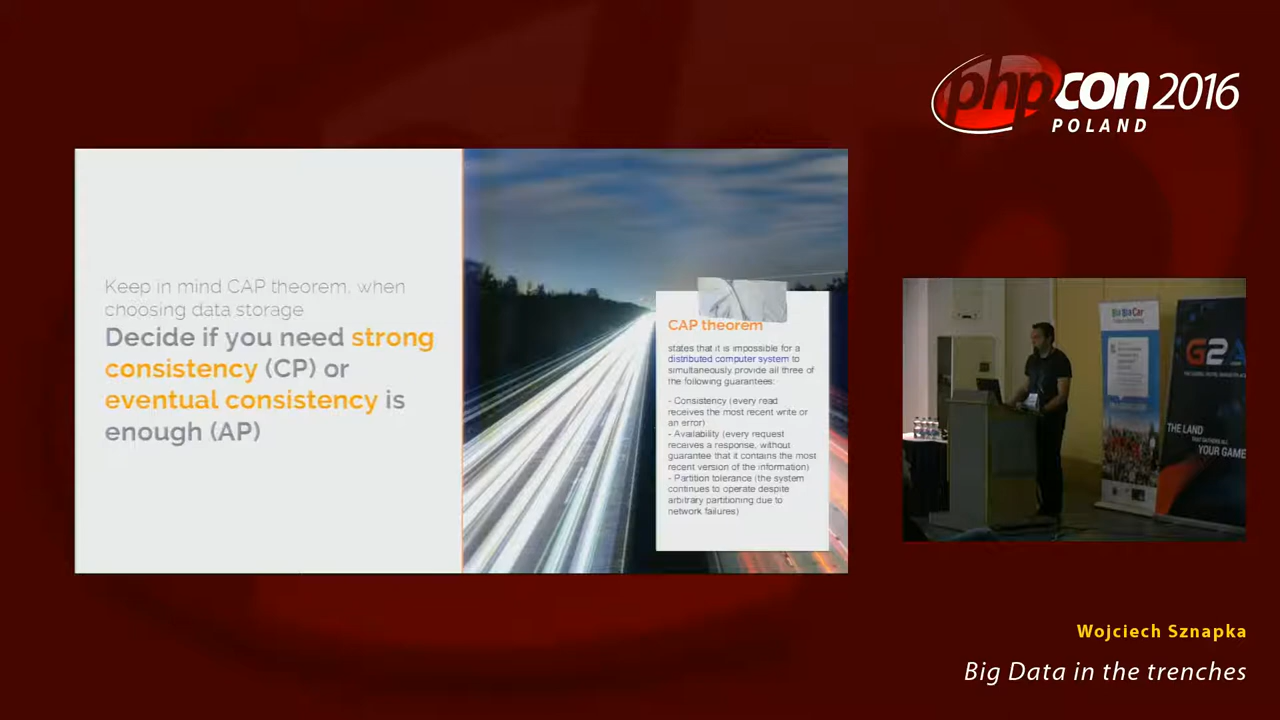 phpcon 2016
POLAND
Keep in mind CAP theorem, when
choosing data storage
Decide if you need strong
consistency (CP) or
eventual consistency is
enough (AP)
CAP theorem
states that it is impossible for a
distributed computer system to
simultaneously provide all three of
the following guarantees:
- Consistency (every read
receives the most recent write or
an error)
- Availability (every request
receives a response, without
guarantee that it contains the most
recent version of the information)
- Partition tolerance (the system
continues to operate despite
arbitrary partitioning due to
network failures)
BlaBlaCar
G2A
THE LAND
THAT GATHERS ALL
YOUR GAME
Wojciech Sznapka
Big Data in the trenches